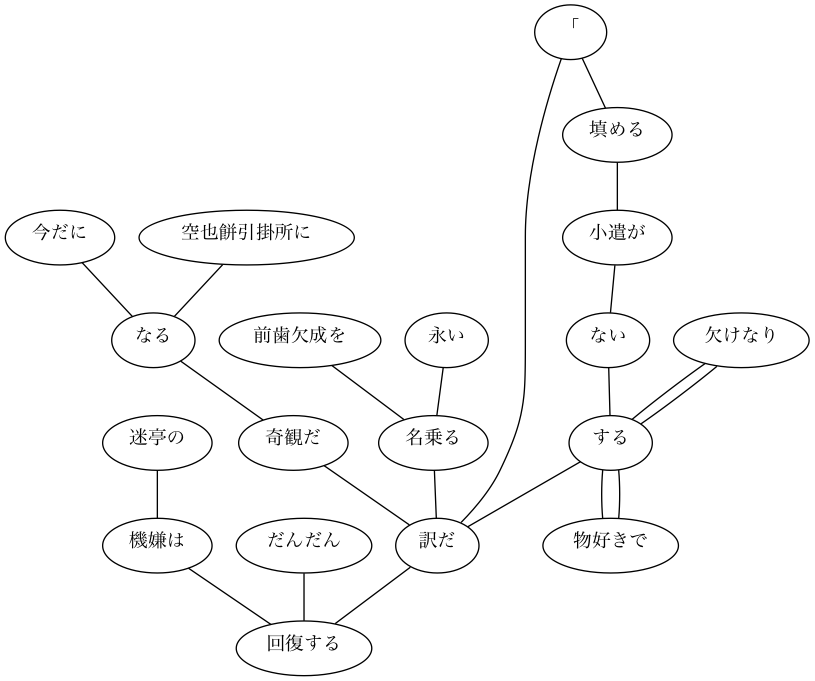 「
填める
今だに
空也餅引掛所に
小遣が
なる
前歯欠成を
永い
ない
欠けなり
迷亭の
奇観だ
名乗る
する
機嫌は
だんだん
訳だ
物好きで
回復する